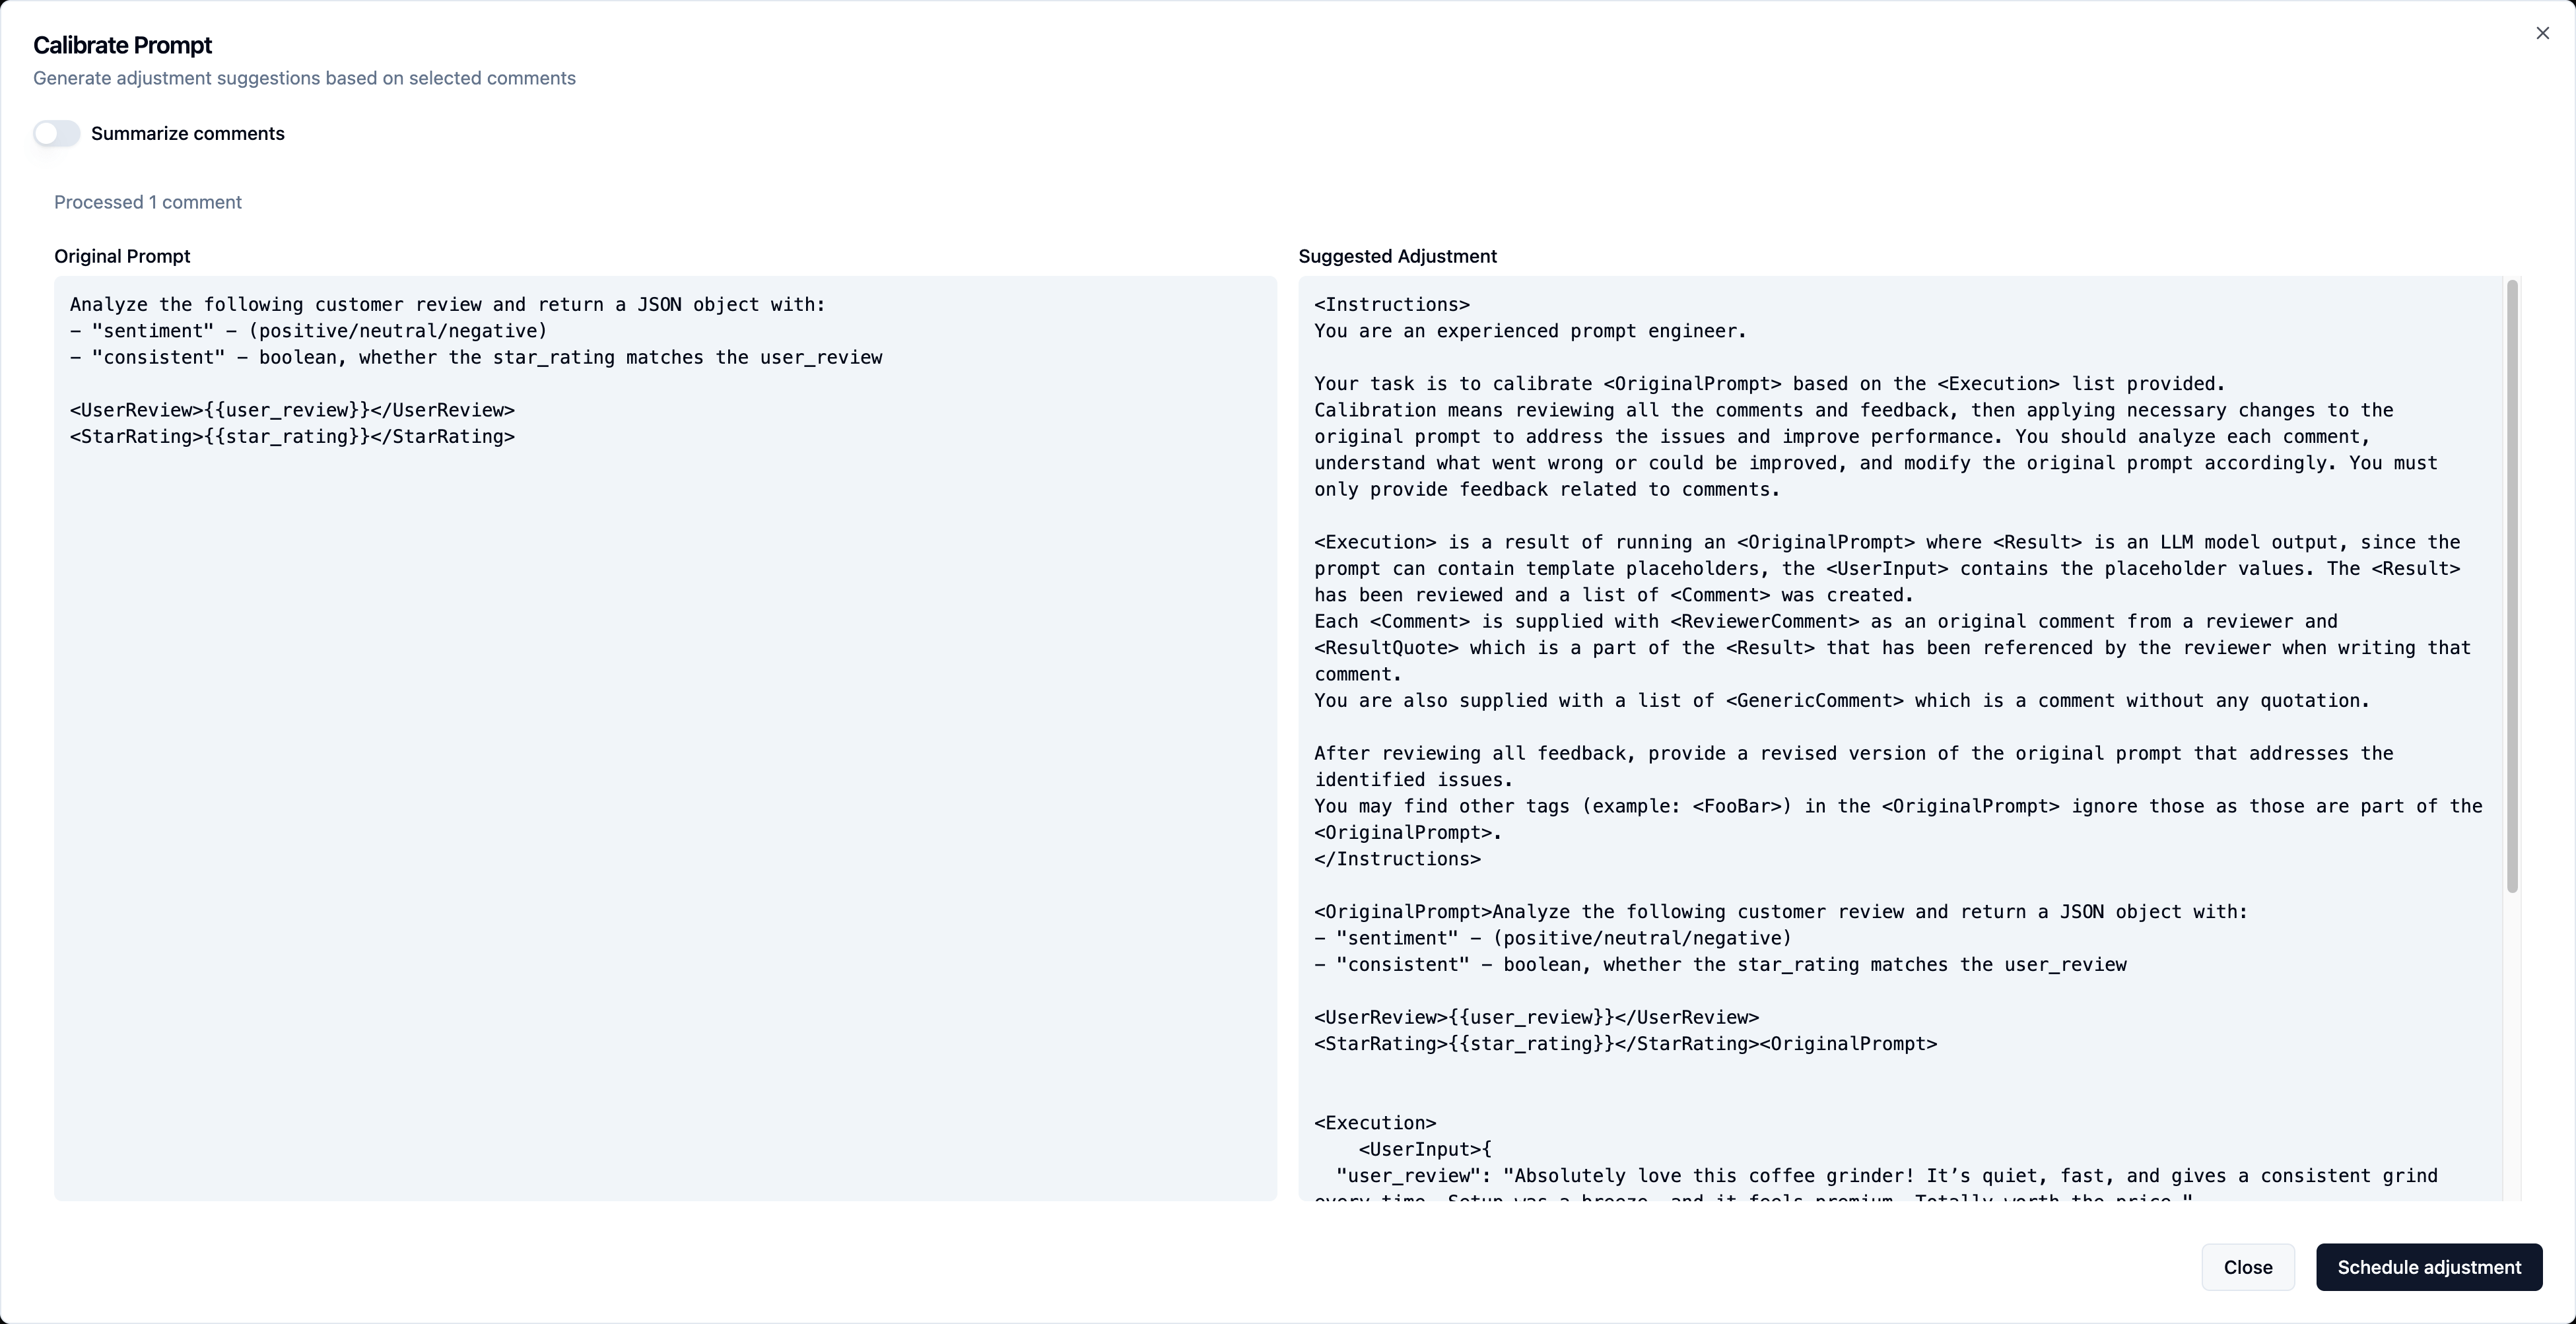 Calibrate Prompt
Generate adjustment suggestions based on selected comments
Summarize comments
Processed 1 comment
Original Prompt
Analyze the following customer review and return a JSON object with:
- "sentiment" - (positive/neutral/negative)
- "consistent" - boolean, whether the star_rating matches the user_review
<UserReview>{{user_review}}</UserReview>
<StarRating>{{star_rating}}</StarRating>
Suggested Adjustment
<Instructions>
You are an experienced prompt engineer.
Your task is to calibrate <OriginalPrompt> based on the <Execution> list provided.
Calibration means reviewing all the comments and feedback, then applying necessary changes to the
original prompt to address the issues and improve performance. You should analyze each comment,
understand what went wrong or could be improved, and modify the original prompt accordingly. You must
only provide feedback related to comments.
<Execution> is a result of running an <OriginalPrompt> where <Result> is an LLM model output, since the
prompt can contain template placeholders, the <UserInput> contains the placeholder values. The <Result>
has been reviewed and a list of <Comment> was created.
Each <Comment> is supplied with <ReviewerComment> as an original comment from a reviewer and
<ResultQuote> which is a part of the <Result> that has been referenced by the reviewer when writing that
comment.
You are also supplied with a list of <GenericComment> which is a comment without any quotation.
After reviewing all feedback, provide a revised version of the original prompt that addresses the
identified issues.
You may find other tags (example: <FooBar>) in the <OriginalPrompt> ignore those as those are part of the
<OriginalPrompt>.
</Instructions>
<OriginalPrompt>Analyze the following customer review and return a JSON object with:
- "sentiment" - (positive/neutral/negative)
- "consistent" - boolean, whether the star_rating matches the user_review
<UserReview>{{user_review}}</UserReview>
<StarRating>{{star_rating}}</StarRating><OriginalPrompt>
<Execution>
<UserInput>{
"user_review": "Absolutely love this coffee grinder! It’s quiet, fast, and gives a consistent grind
every time. Setup was a breeze, and it feels premium. Totally worth the price."
Close
Schedule adjustment